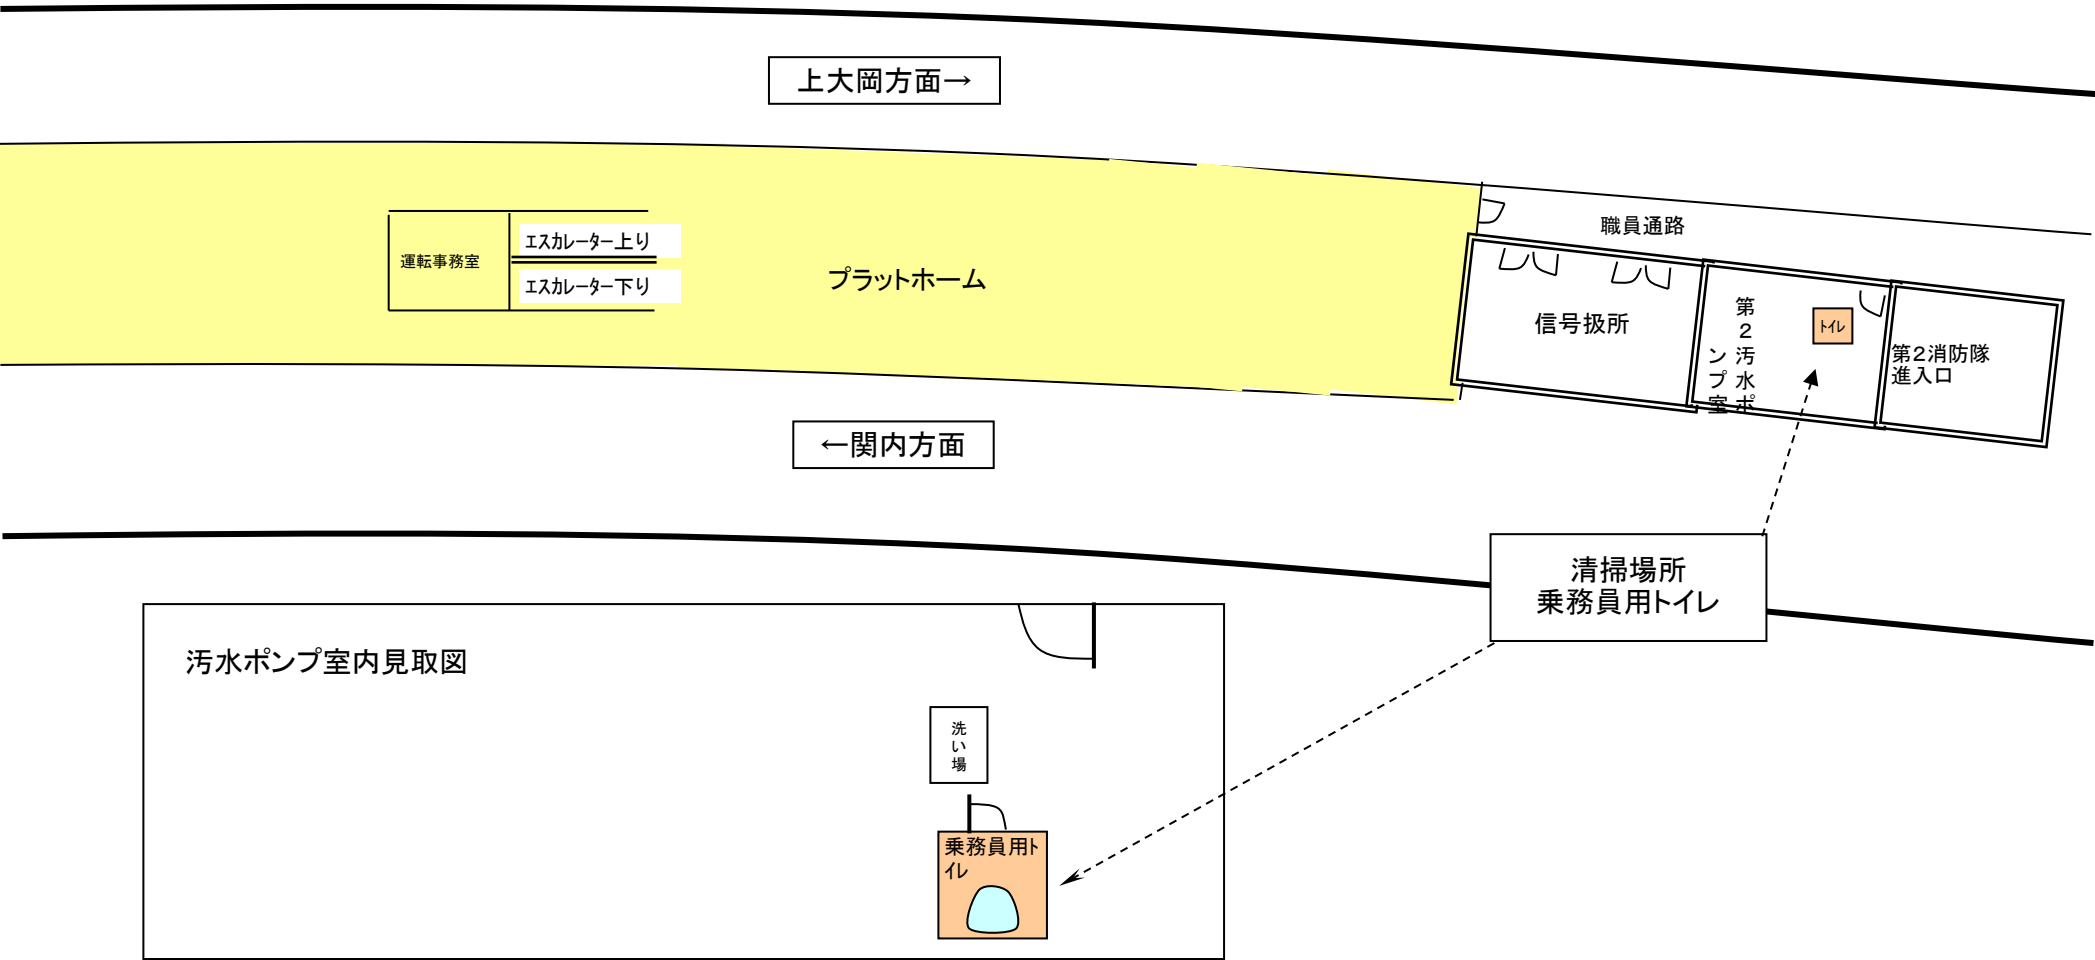 上大岡方面→
職員通路
エスカレーター上り
運転事務室
エスカレーター下り
プラットホーム
信号扱所
第2汚水ポ
ンプ室
トイレ
第2消防隊
進入口
←関内方面
清掃場所
乗務員用トイレ
汚水ポンプ室内見取図
洗い場
乗務員用ト
イレ